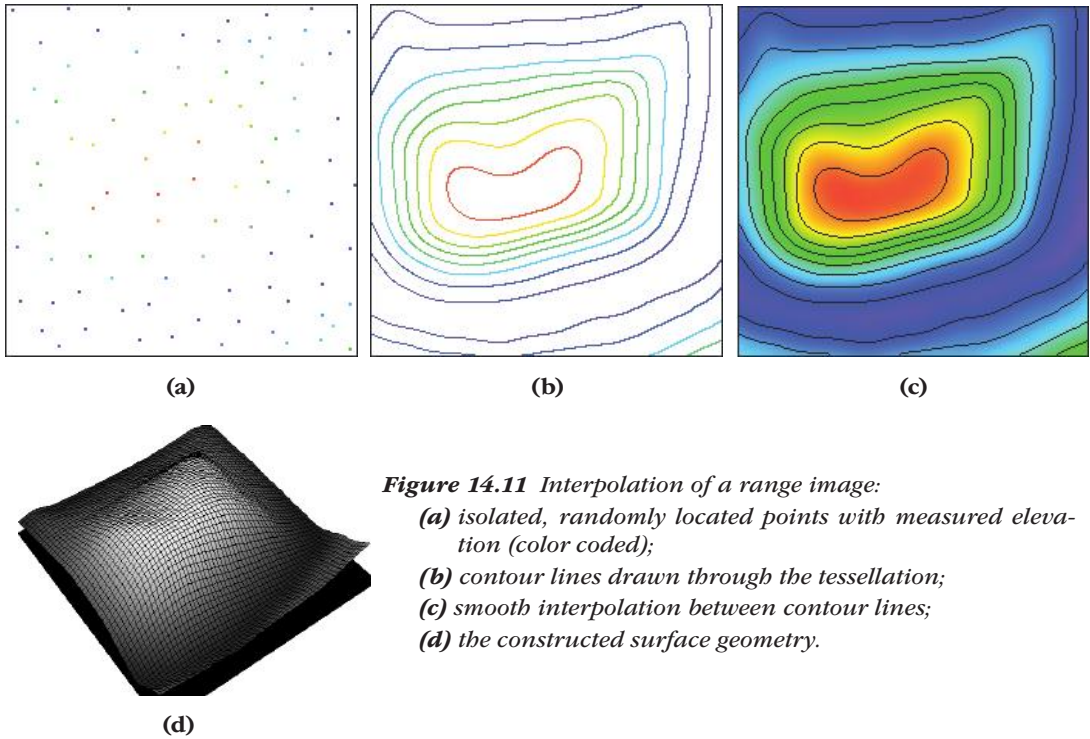 (a)
(b)
(c)
Figure 14.11 Interpolation of a range image:
(a) isolated, randomly located points with measured eleva-
tion (color coded);
(b) contour lines drawn through the tessellation;
(c) smooth interpolation between contour lines;
(d) the constructed surface geometry.
(d)